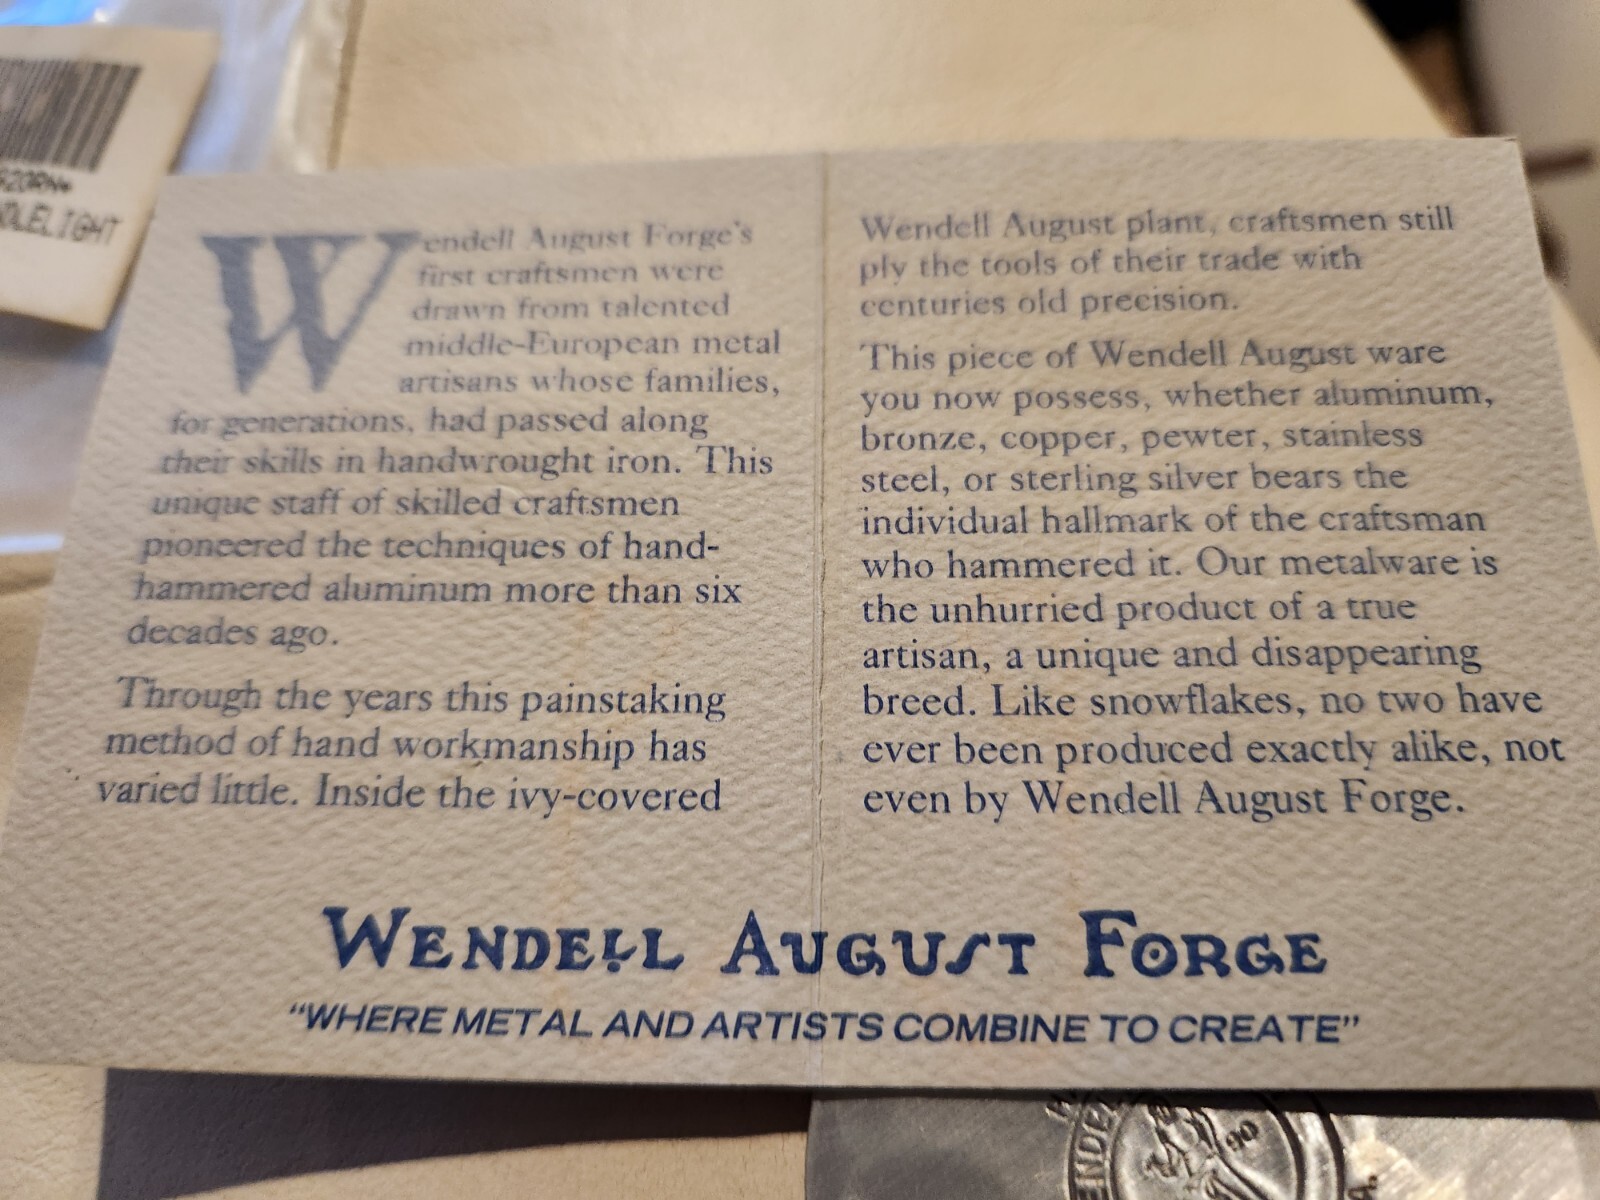 Wendell August Forge's
first craftsmen were
drawn from talented
middle-European metal
artisans whose families,
for generations, had passed along
their skills in handwrought iron. This
unique staff of skilled craftsmen
pioneered the techniques of hand-
hammered aluminum more than six
decades ago.
Through the years this painstaking
method of hand workmanship has
varied little. Inside the ivy-covered
Wendell August plant, craftsmen still
ply the tools of their trade with
centuries old precision.
This piece of Wendell August ware
you now possess, whether aluminum,
bronze, copper, pewter, stainless
steel, or sterling silver bears the
individual hallmark of the craftsman
who hammered it. Our metalware is
the unhurried product of a true
artisan, a unique and disappearing
breed. Like snowflakes, no two have
ever been produced exactly alike, not
even by Wendell August Forge.
WENDELL AUGUST FORGE
"WHERE METAL AND ARTISTS COMBINE TO CREATE"
90